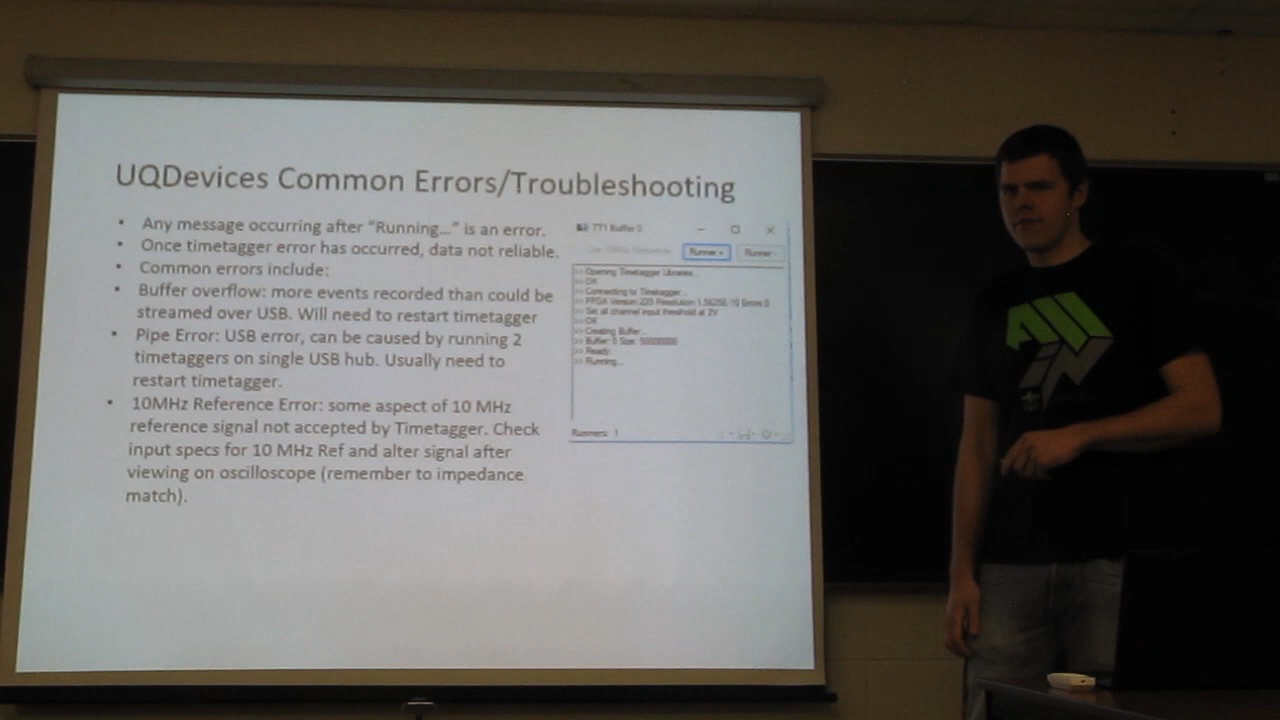 UQDevices Common Errors/Troubleshooting
• Any message occurring after “Running...” is an error.
• Once timetagger error has occurred, data not reliable.
• Common errors include:
• Buffer overflow: more events recorded than could be
streamed over USB. Will need to restart timetagger
• Pipe Error: USB error, can be caused by running 2
timetaggers on single USB hub. Usually need to
restart timetagger.
• 10MHz Reference Error: some aspect of 10 MHz
reference signal not accepted by Timetagger. Check
input specs for 10 MHz Ref and alter signal after
viewing on oscilloscope (remember to impedance
match).
TT1 Buffer 0
Runner + Runner -
>> Opening Timetagger Libraries...
>> OK
>> Connecting to Timetagger...
>> FPGA Version: 225 Resolution 1.5625E-10 Errors 0
>> Set all channel input threshold at 2V
>> OK
>> Creating Buffer...
>> Buffer: 0 Size: 50000000
>> Ready
>> Running...
Runners: 1
ALL
IN